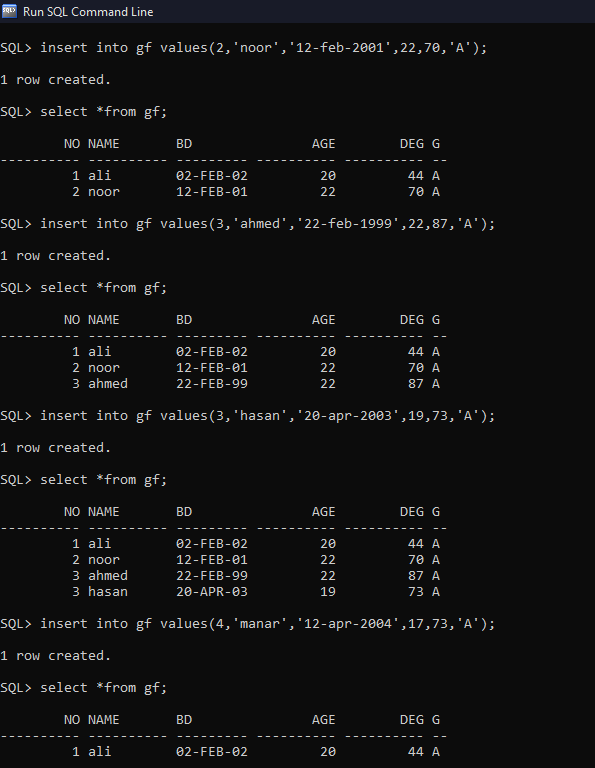 Run SQL Command Line
SQL> insert into gf values(2,'noor','12-feb-2001',22,70,'A');
1 row created.
SQL> select *from gf;
        NO NAME       BD               AGE        DEG G
---------- ---------- --------- ---------- ---------- --
         1 ali        02-FEB-02         20         44 A
         2 noor       12-FEB-01         22         70 A
SQL> insert into gf values(3,'ahmed','22-feb-1999',22,87,'A');
1 row created.
SQL> select *from gf;
        NO NAME       BD               AGE        DEG G
---------- ---------- --------- ---------- ---------- --
         1 ali        02-FEB-02         20         44 A
         2 noor       12-FEB-01         22         70 A
         3 ahmed      22-FEB-99         22         87 A
SQL> insert into gf values(3,'hasan','20-apr-2003',19,73,'A');
1 row created.
SQL> select *from gf;
        NO NAME       BD               AGE        DEG G
---------- ---------- --------- ---------- ---------- --
         1 ali        02-FEB-02         20         44 A
         2 noor       12-FEB-01         22         70 A
         3 ahmed      22-FEB-99         22         87 A
         3 hasan      20-APR-03         19         73 A
SQL> insert into gf values(4,'manar','12-apr-2004',17,73,'A');
1 row created.
SQL> select *from gf;
        NO NAME       BD               AGE        DEG G
---------- ---------- --------- ---------- ---------- --
         1 ali        02-FEB-02         20         44 A